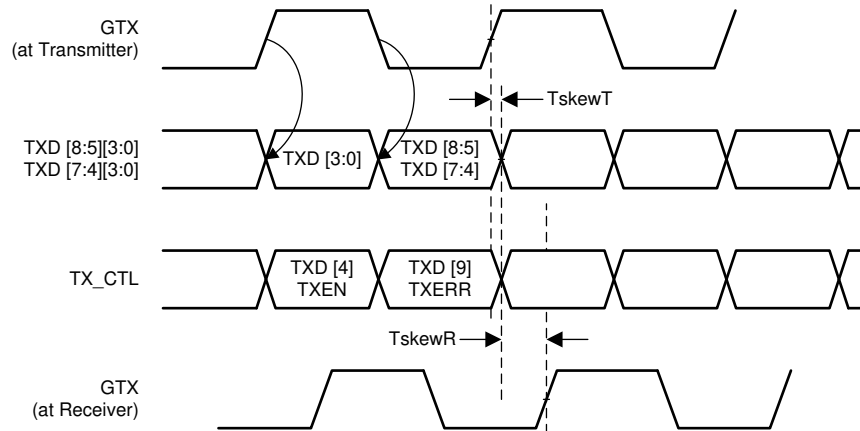 GTX
(at Transmitter)
TskewT
TXD [8:5][3:0]
TXD [7:4][3:0]
TXD [3:0]
TXD [8:5]
TXD [7:4]
TX_CTL
TXD [4]
TXEN
TXD [9]
TXERR
TskewR
GTX
(at Receiver)